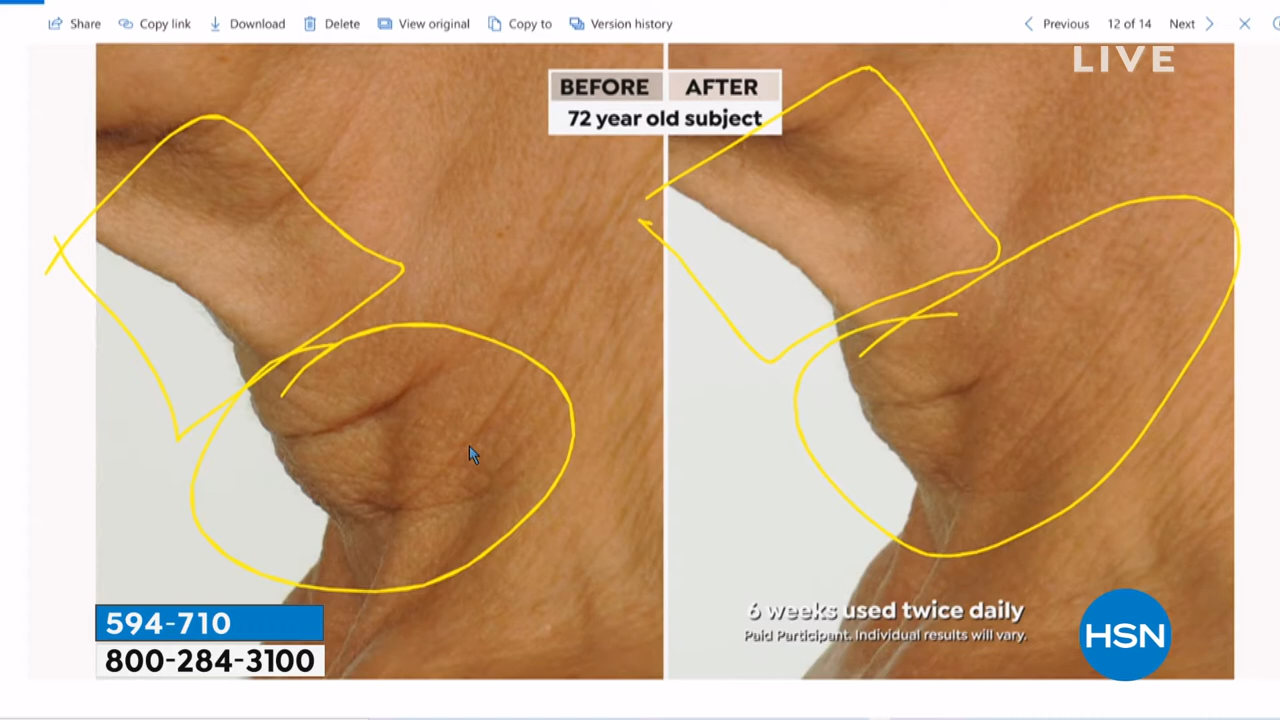 Share Copy link Download Delete View original Copy to Version history Previous 12 of 14 Next
LIVE
BEFORE AFTER
72 year old subject
6 weeks used twice daily
Paid Participant. Individual results will vary.
594-710
800-284-3100
HSN